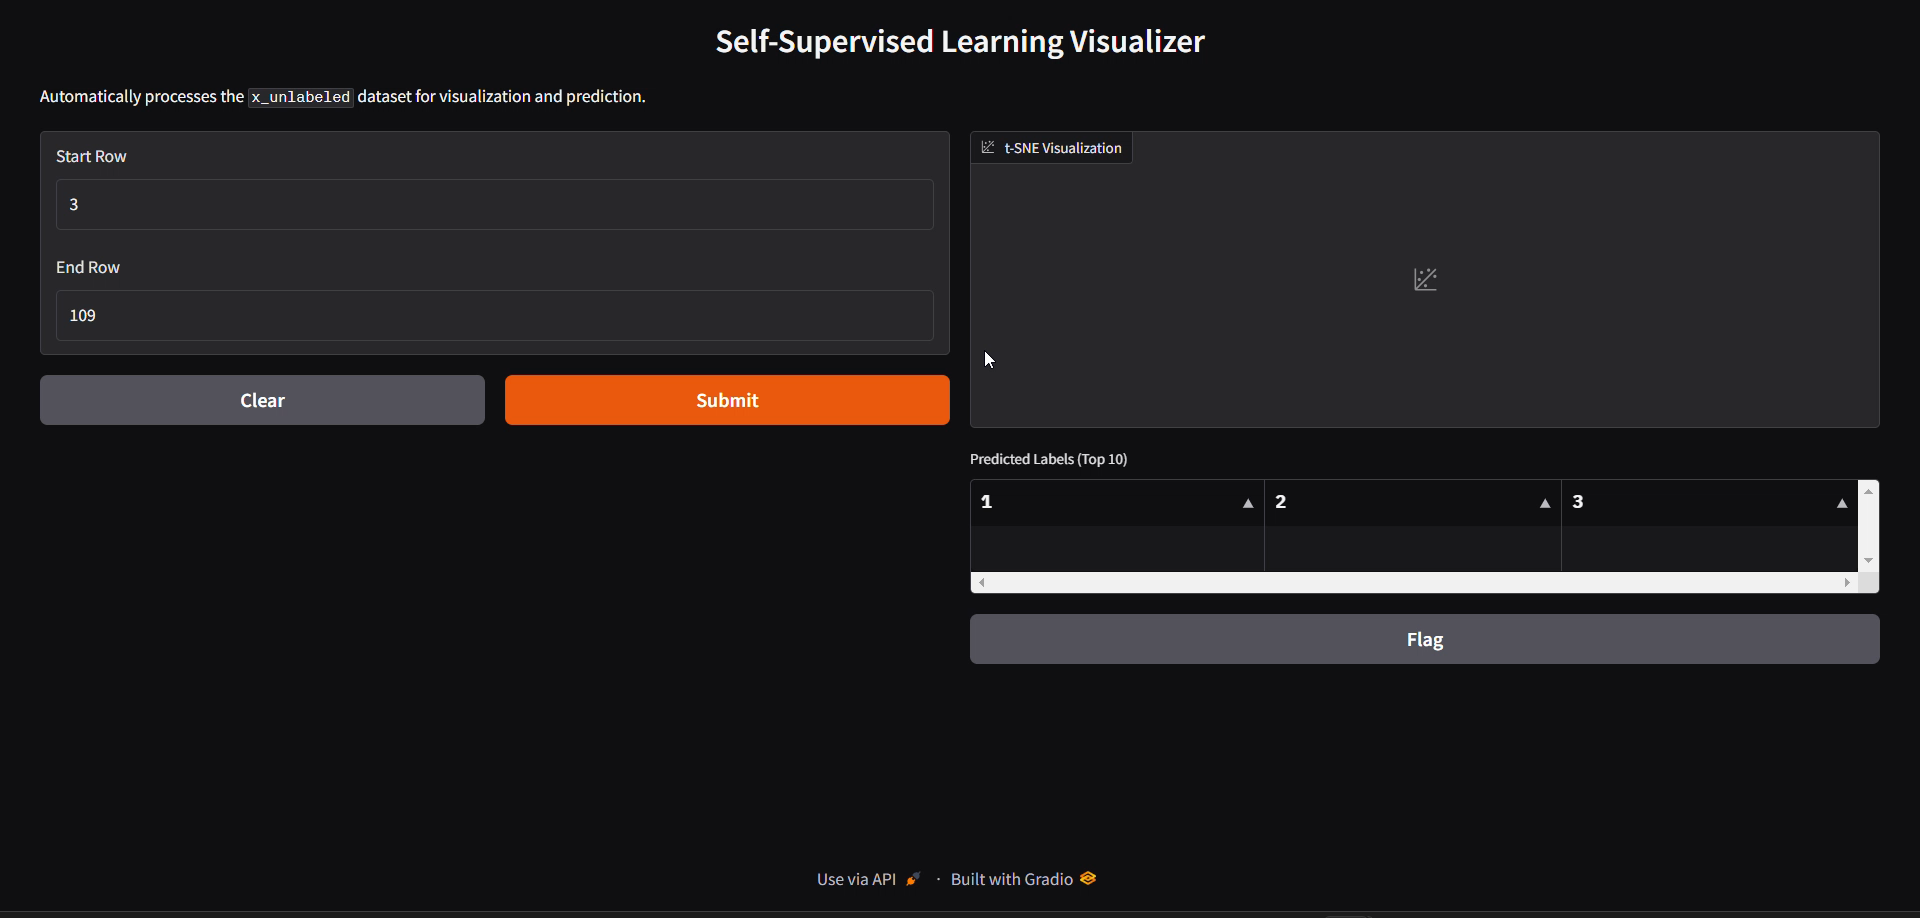 Self-Supervised Learning Visualizer
Automatically processes the x_unlabeled dataset for visualization and prediction.
Start Row
3
End Row
109
Clear
Submit
t-SNE Visualization
Predicted Labels (Top 10)
1 2 3
Flag
Use via API · Built with Gradio